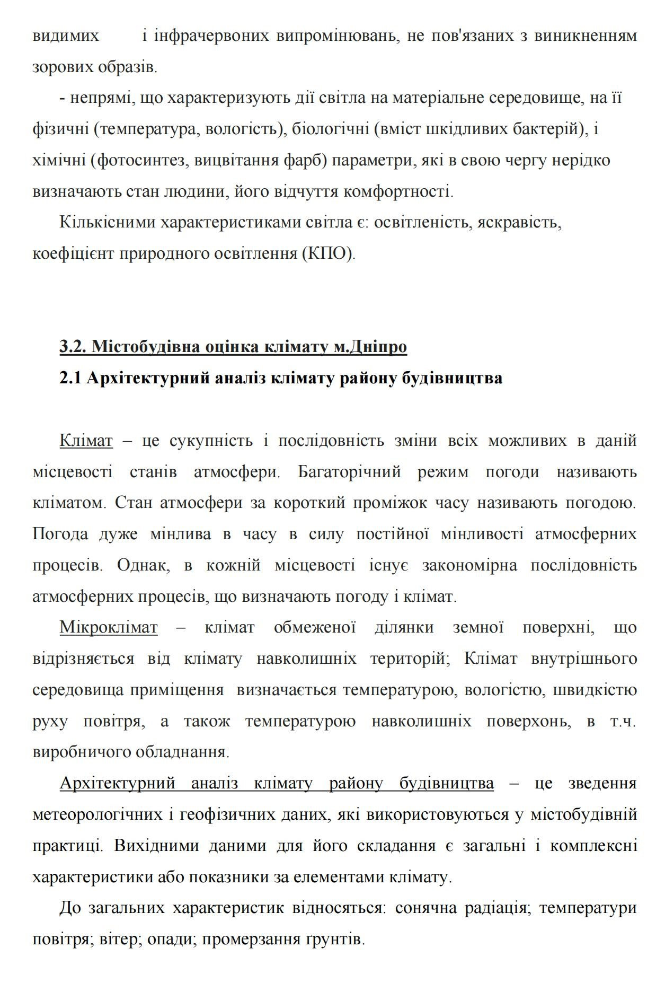 видимих і інфрачервоних випромінювань, не пов'язаних з виникненням
зорових образів.
- непрямі, що характеризують дії світла на матеріальне середовище, на її
фізичні (температура, вологість), біологічні (вміст шкідливих бактерій), і
хімічні (фотосинтез, вицвітання фарб) параметри, які в свою чергу нерідко
визначають стан людини, його відчуття комфортності.
Кількісними характеристиками світла є: освітленість, яскравість,
коефіцієнт природного освітлення (КПО).
3.2. Містобудівна оцінка клімату м.Дніпро
2.1 Архітектурний аналіз клімату району будівництва
Клімат – це сукупність і послідовність зміни всіх можливих в даній
місцевості станів атмосфери. Багаторічний режим погоди називають
кліматом. Стан атмосфери за короткий проміжок часу називають погодою.
Погода дуже мінлива в часу в силу постійної мінливості атмосферних
процесів. Однак, в кожній місцевості існує закономірна послідовність
атмосферних процесів, що визначають погоду і клімат.
Мікроклімат – клімат обмеженої ділянки земної поверхні, що
відрізняється від клімату навколишніх територій; Клімат внутрішнього
середовища приміщення визначається температурою, вологістю, швидкістю
руху повітря, а також температурою навколишніх поверхонь, в т.ч.
виробничого обладнання.
Архітектурний аналіз клімату району будівництва – це зведення
метеорологічних і геофізичних даних, які використовуються у містобудівній
практиці. Вихідними даними для його складання є загальні і комплексні
характеристики або показники за елементами клімату.
До загальних характеристик відносяться: сонячна радіація; температури
повітря; вітер; опади; промерзання ґрунтів.